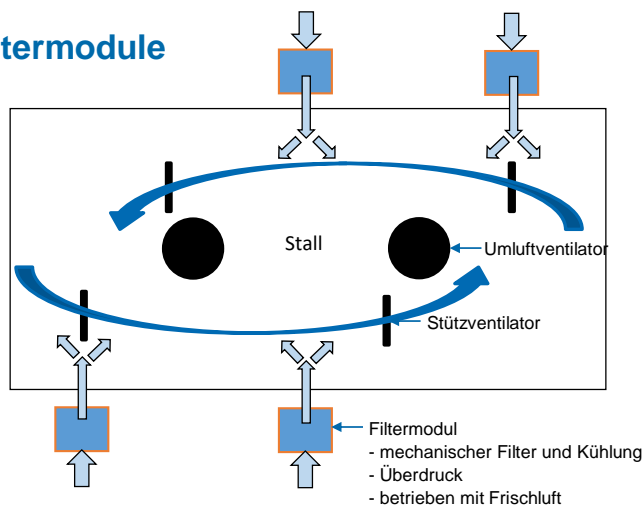 termodule
Stall
Umluftventilator
Stützventilator
Filtermodul
- mechanischer Filter und Kühlung
- Überdruck
- betrieben mit Frischluft